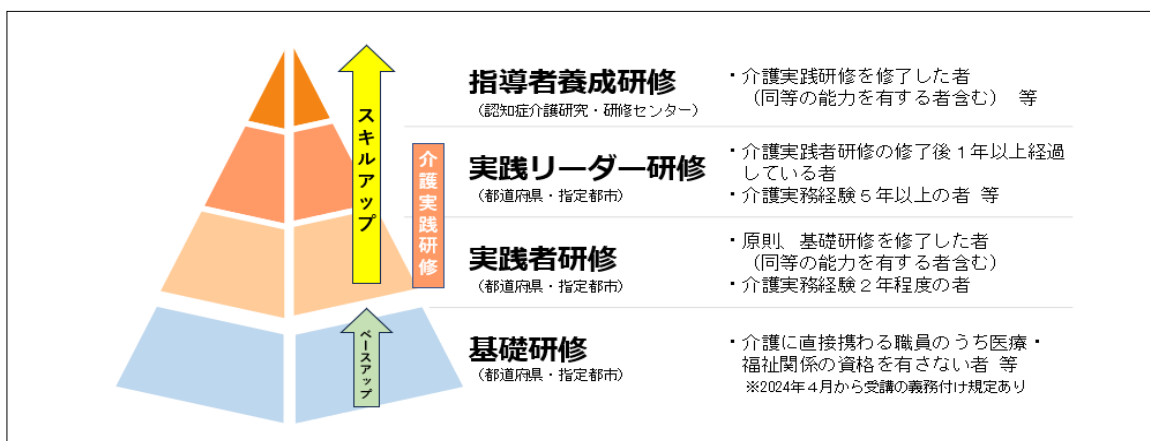 スキルアップ
ベースアップ
介護実践研修
指導者養成研修
（認知症介護研究・研修センター）
・介護実践研修を修了した者
（同等の能力を有する者含む） 等
実践リーダー研修
（都道府県・指定都市）
・介護実践者研修の修了後１年以上経過
している者
・介護実務経験５年以上の者 等
実践者研修
（都道府県・指定都市）
・原則、基礎研修を修了した者
（同等の能力を有する者含む）
・介護実務経験２年程度の者
基礎研修
（都道府県・指定都市）
・介護に直接携わる職員のうち医療・
福祉関係の資格を有さない者 等
※2024年４月から受講の義務付け規定あり